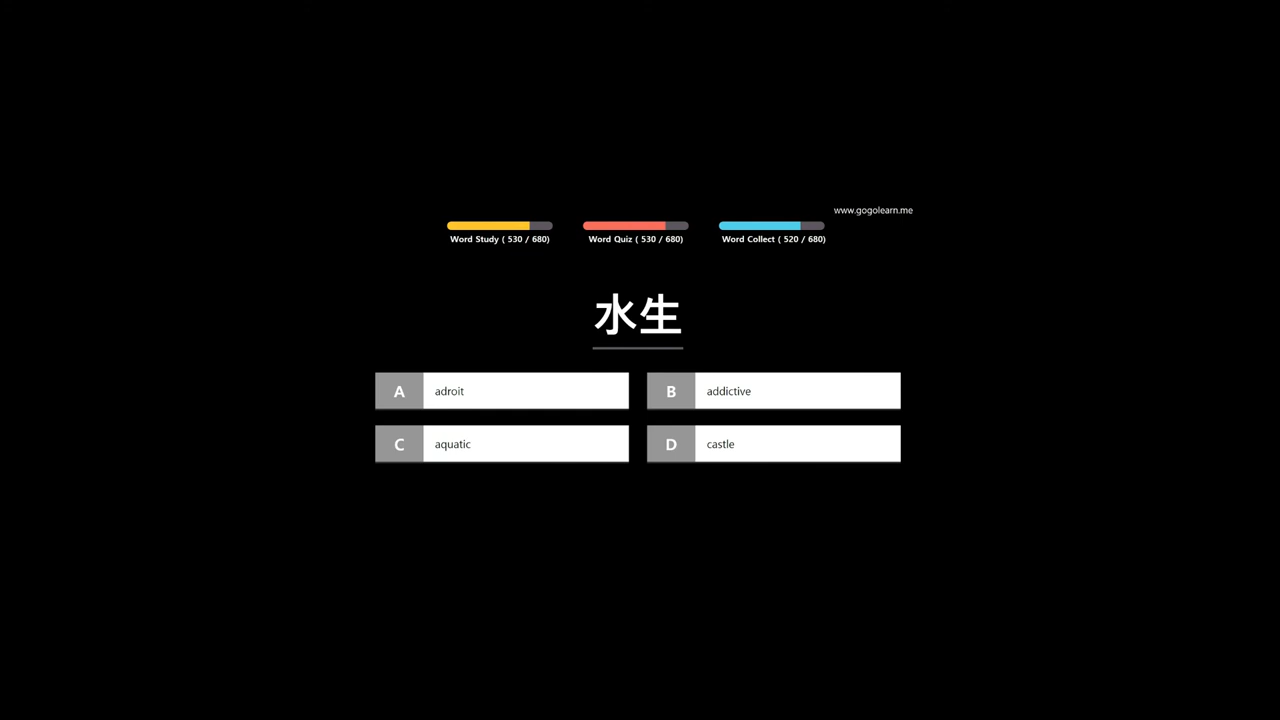 www.gogolearn.me
Word Study ( 530 / 680)
Word Quiz ( 530 / 680)
Word Collect ( 520 / 680)
水生
A adroit
B addictive
C aquatic
D castle